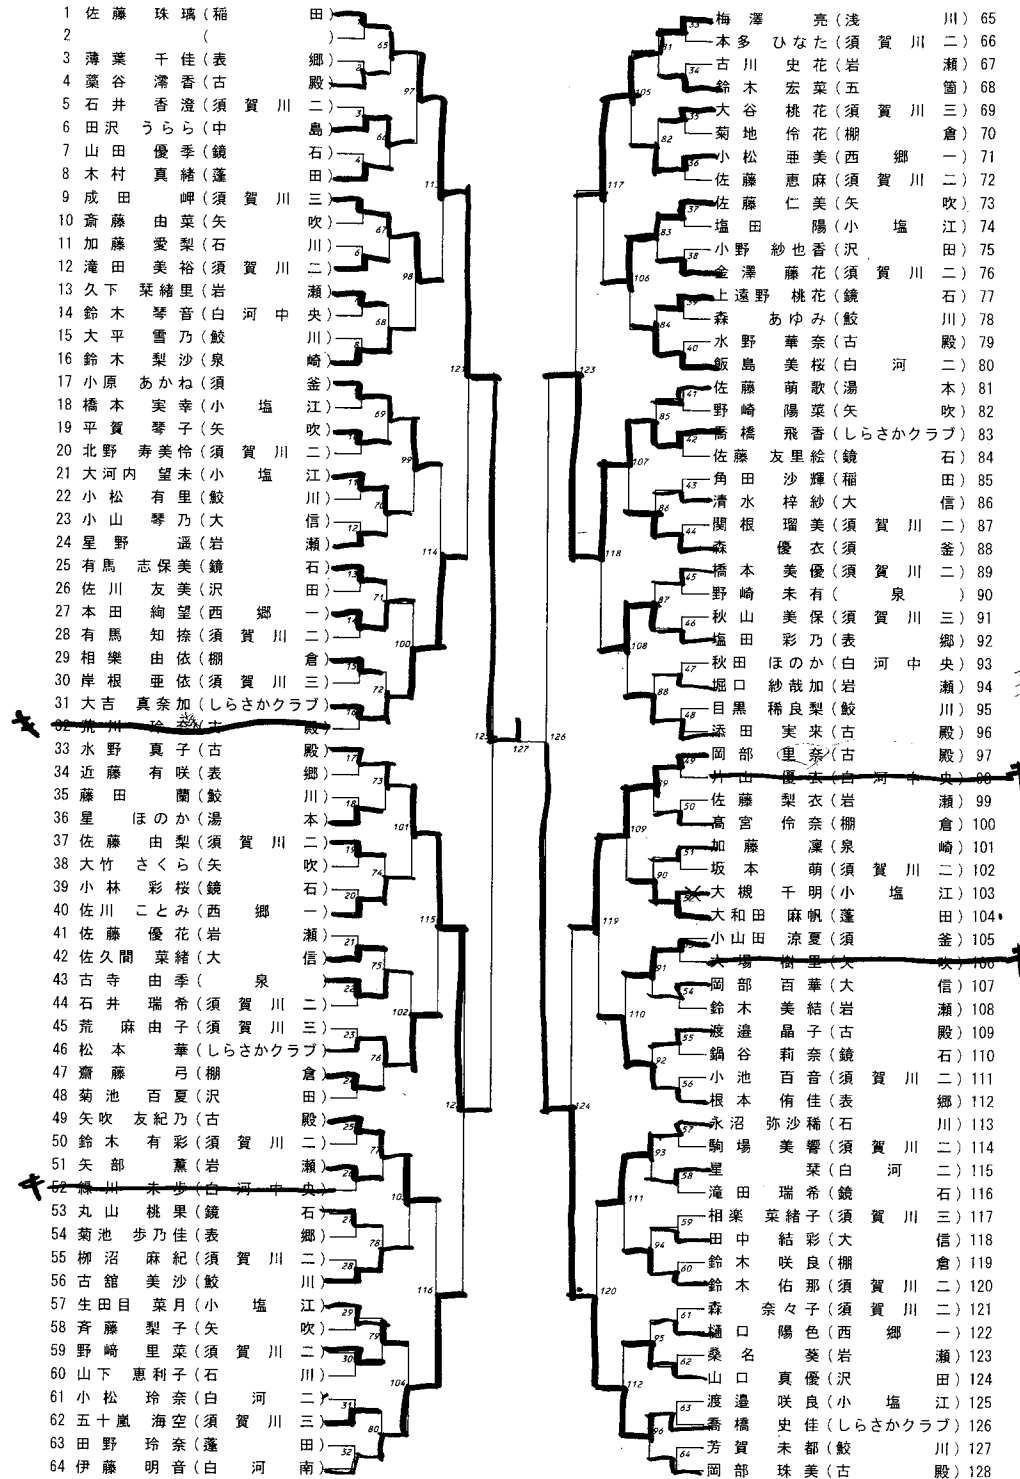 1 佐藤 珠璃 (稲田)
2 ( )
3 薄葉 千佳 (表郷)
4 藁谷 澪香 (古殿)
5 石井 香澄 (須賀川二)
6 田沢 うらら (中島)
7 山田 優季 (鏡石)
8 木村 真緒 (蓬田)
9 成田 岬 (須賀川三)
10 斎藤 由菜 (矢吹)
11 加藤 愛梨 (石川)
12 滝田 美裕 (須賀川二)
13 久下 栞緒里 (岩瀬)
14 鈴木 琴音 (白河中央)
15 大平 雪乃 (鮫川)
16 鈴木 梨沙 (泉崎)
17 小原 あかね (須釜)
18 橋本 実幸 (小塩江)
19 平賀 琴子 (矢吹)
20 北野 寿美怜 (須賀川二)
21 大河内 望未 (小塩江)
22 小松 有里 (鮫川)
23 小山 琴乃 (大信)
24 星野 遥 (岩瀬)
25 有馬 志保美 (鏡石)
26 佐川 友美 (沢田)
27 本田 絢望 (西郷一)
28 有馬 知捺 (須賀川二)
29 相樂 由依 (棚倉)
30 岸根 亜依 (須賀川三)
31 大吉 真奈加 (しらさかクラブ)
32 荒川 玲奈 (古殿)
33 水野 真子 (古殿)
34 近藤 有咲 (表郷)
35 藤田 蘭 (鮫川)
36 星 ほのか (湯本)
37 佐藤 由梨 (須賀川二)
38 大竹 さくら (矢吹)
39 小林 彩桜 (鏡石)
40 佐川 ことみ (西郷一)
41 佐藤 優花 (岩瀬)
42 佐久間 菜緒 (大信)
43 古寺 由季 (泉)
44 石井 瑞希 (須賀川二)
45 荒 麻由子 (須賀川三)
46 松本 華 (しらさかクラブ)
47 齋藤 弓 (棚倉)
48 菊池 百夏 (沢田)
49 矢吹 友紀乃 (古殿)
50 鈴木 有彩 (須賀川二)
51 矢部 薫 (岩瀬)
52 緑川 未歩 (白河中央)
53 丸山 桃果 (鏡石)
54 菊池 歩乃佳 (表郷)
55 柳沼 麻紀 (須賀川二)
56 古舘 美沙 (鮫川)
57 生田目 菜月 (小塩江)
58 斉藤 梨子 (矢吹)
59 野﨑 里菜 (須賀川二)
60 山下 恵利子 (石川)
61 小松 玲奈 (白河二)
62 五十嵐 海空 (須賀川三)
63 田野 玲奈 (蓬田)
64 伊藤 明音 (白河南)
梅澤 亮 (浅川) 65
本多 ひなた (須賀川二) 66
古川 史花 (岩瀬) 67
鈴木 宏菜 (五箇) 68
大谷 桃花 (須賀川三) 69
菊地 伶花 (棚倉) 70
小松 亜美 (西郷一) 71
佐藤 恵麻 (須賀川二) 72
佐藤 仁美 (矢吹) 73
塩田 陽 (小塩江) 74
小野 紗也香 (沢田) 75
金澤 藤花 (須賀川二) 76
上遠野 桃花 (鏡石) 77
森 あゆみ (鮫川) 78
水野 華奈 (古殿) 79
飯島 美桜 (白河二) 80
佐藤 萌歌 (湯本) 81
野崎 陽菜 (矢吹) 82
髙橋 飛香 (しらさかクラブ) 83
佐藤 友里絵 (鏡石) 84
角田 沙輝 (稲田) 85
清水 梓紗 (大信) 86
関根 瑠美 (須賀川二) 87
森 優衣 (須釜) 88
橋本 美優 (須賀川二) 89
野崎 未有 (泉) 90
秋山 美保 (須賀川三) 91
塩田 彩乃 (表郷) 92
秋田 ほのか (白河中央) 93
堀口 紗哉加 (岩瀬) 94
目黒 稀良梨 (鮫川) 95
添田 実来 (古殿) 96
岡部 里奈 (古殿) 97
片山 優衣 (白河中央) 98
佐藤 梨衣 (岩瀬) 99
髙宮 伶奈 (棚倉) 100
加藤 凜 (泉崎) 101
坂本 萌 (須賀川二) 102
大槻 千明 (小塩江) 103
大和田 麻帆 (蓬田) 104
小山田 涼夏 (須釜) 105
大場 樹里 (矢吹) 106
岡部 百華 (大信) 107
鈴木 美結 (岩瀬) 108
渡邉 晶子 (古殿) 109
鍋谷 莉奈 (鏡石) 110
小池 百音 (須賀川二) 111
根本 侑佳 (表郷) 112
永沼 弥沙稀 (石川) 113
駒場 美響 (須賀川二) 114
星 栞 (白河二) 115
滝田 瑞希 (鏡石) 116
相楽 菜緒子 (須賀川三) 117
田中 結彩 (大信) 118
鈴木 咲良 (棚倉) 119
鈴木 佑那 (須賀川二) 120
森 奈々子 (須賀川二) 121
樋口 陽色 (西郷一) 122
桑名 葵 (岩瀬) 123
山口 真優 (沢田) 124
渡邉 咲良 (小塩江) 125
髙橋 史佳 (しらさかクラブ) 126
芳賀 未都 (鮫川) 127
岡部 珠美 (古殿) 128